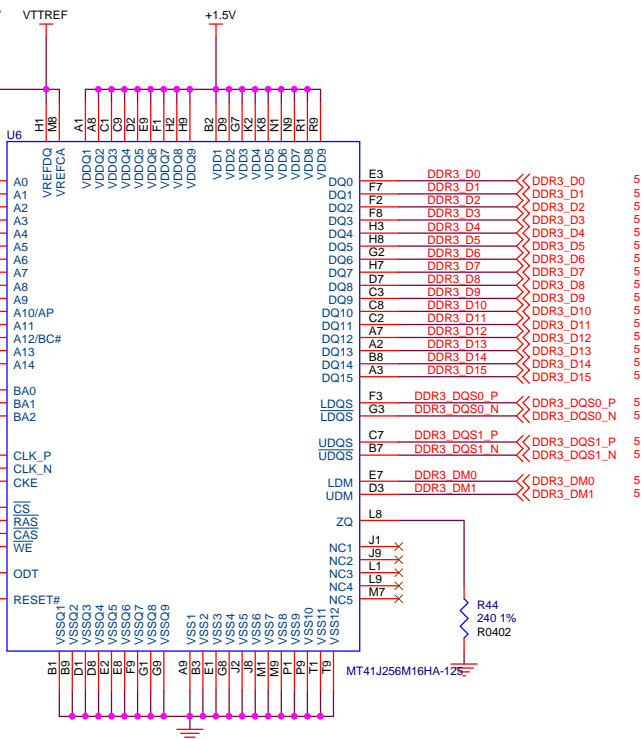 VTTREF +1.5V
H1 M8 A1 A8 C1 C9 D2 E9 F1 H2 H9 B2 D9 G7 K2 K8 N1 N9 R1 R9
U6
VREFDQ VREFCA VDDQ1 VDDQ2 VDDQ3 VDDQ4 VDDQ5 VDDQ6 VDDQ7 VDDQ8 VDDQ9 VDD1 VDD2 VDD3 VDD4 VDD5 VDD6 VDD7 VDD8 VDD9
A0
A1
A2
A3
A4
A5
A6
A7
A8
A9
A10/AP
A11
A12/BC#
A13
A14
BA0
BA1
BA2
CLK_P
CLK_N
CKE
CS
RAS
CAS
WE
ODT
RESET#
DQ0 E3 DDR3_D0 DDR3_D0 5
DQ1 F7 DDR3_D1 DDR3_D1 5
DQ2 F2 DDR3_D2 DDR3_D2 5
DQ3 F8 DDR3_D3 DDR3_D3 5
DQ4 H3 DDR3_D4 DDR3_D4 5
DQ5 H8 DDR3_D5 DDR3_D5 5
DQ6 G2 DDR3_D6 DDR3_D6 5
DQ7 H7 DDR3_D7 DDR3_D7 5
DQ8 D7 DDR3_D8 DDR3_D8 5
DQ9 C3 DDR3_D9 DDR3_D9 5
DQ10 C8 DDR3_D10 DDR3_D10 5
DQ11 C2 DDR3_D11 DDR3_D11 5
DQ12 A7 DDR3_D12 DDR3_D12 5
DQ13 A2 DDR3_D13 DDR3_D13 5
DQ14 B8 DDR3_D14 DDR3_D14 5
DQ15 A3 DDR3_D15 DDR3_D15 5
LDQS F3 DDR3_DQS0_P DDR3_DQS0_P 5
LDQS G3 DDR3_DQS0_N DDR3_DQS0_N 5
UDQS C7 DDR3_DQS1_P DDR3_DQS1_P 5
UDQS B7 DDR3_DQS1_N DDR3_DQS1_N 5
LDM E7 DDR3_DM0 DDR3_DM0 5
UDM D3 DDR3_DM1 DDR3_DM1 5
ZQ L8
NC1 J1
NC2 J9
NC3 L1
NC4 L9
NC5 M7
R44
240 1%
R0402
VSSQ1 VSSQ2 VSSQ3 VSSQ4 VSSQ5 VSSQ6 VSSQ7 VSSQ8 VSSQ9 VSS1 VSS2 VSS3 VSS4 VSS5 VSS6 VSS7 VSS8 VSS9 VSS10 VSS11 VSS12
B1 B9 D1 D8 E2 E8 F9 G1 G9 A9 B3 E1 G8 J2 J8 M1 M9 P1 P9 T1 T9
MT41J256M16HA-125